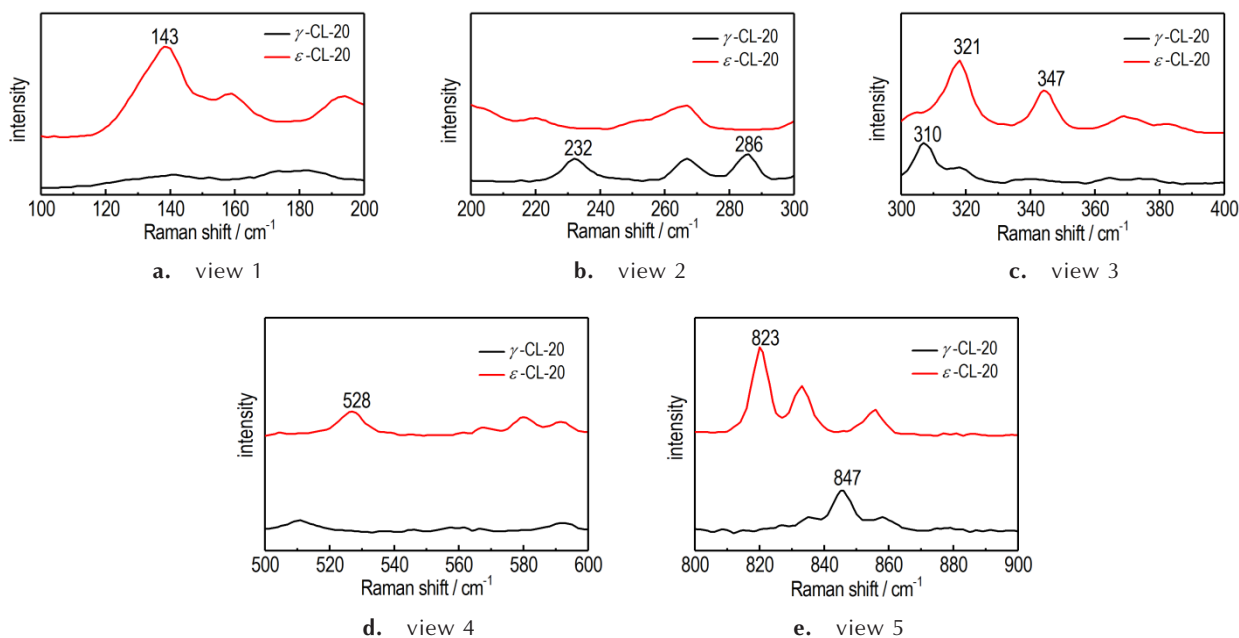 143
γ-CL-20
ε-CL-20
intensity
100 120 140 160 180 200
Raman shift / cm⁻¹
a. view 1
γ-CL-20
ε-CL-20
232
286
intensity
200 220 240 260 280 300
Raman shift / cm⁻¹
b. view 2
321
347
310
γ-CL-20
ε-CL-20
intensity
300 320 340 360 380 400
Raman shift / cm⁻¹
c. view 3
γ-CL-20
ε-CL-20
528
intensity
500 520 540 560 580 600
Raman shift / cm⁻¹
d. view 4
823
γ-CL-20
ε-CL-20
847
intensity
800 820 840 860 880 900
Raman shift / cm⁻¹
e. view 5